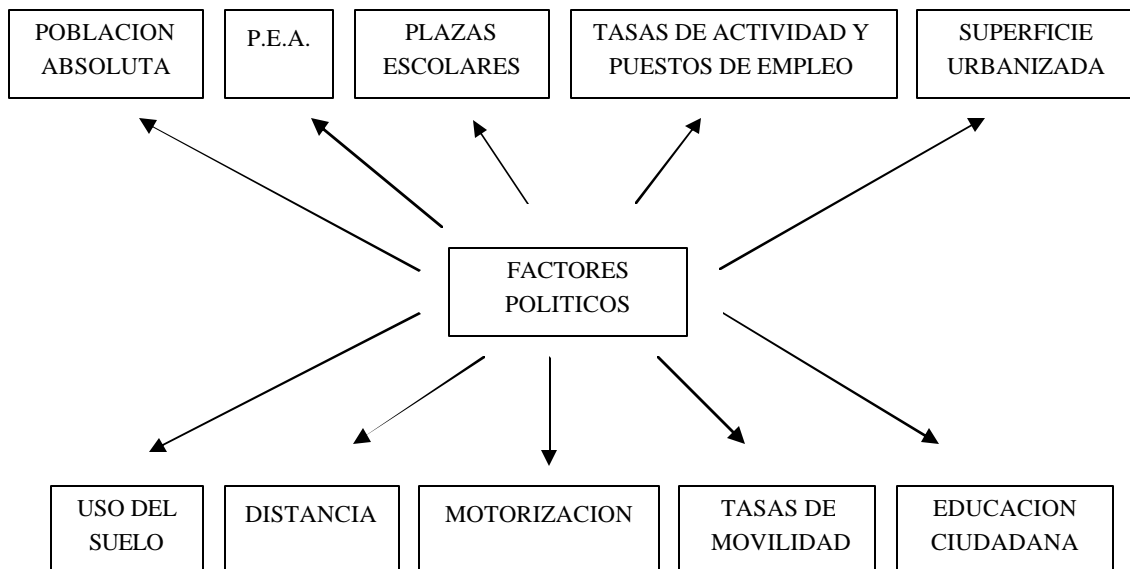 POBLACION
ABSOLUTA
P.E.A.
PLAZAS
ESCOLARES
TASAS DE ACTIVIDAD Y
PUESTOS DE EMPLEO
SUPERFICIE
URBANIZADA
FACTORES
POLITICOS
USO DEL
SUELO
DISTANCIA
MOTORIZACION
TASAS DE
MOVILIDAD
EDUCACION
CIUDADANA